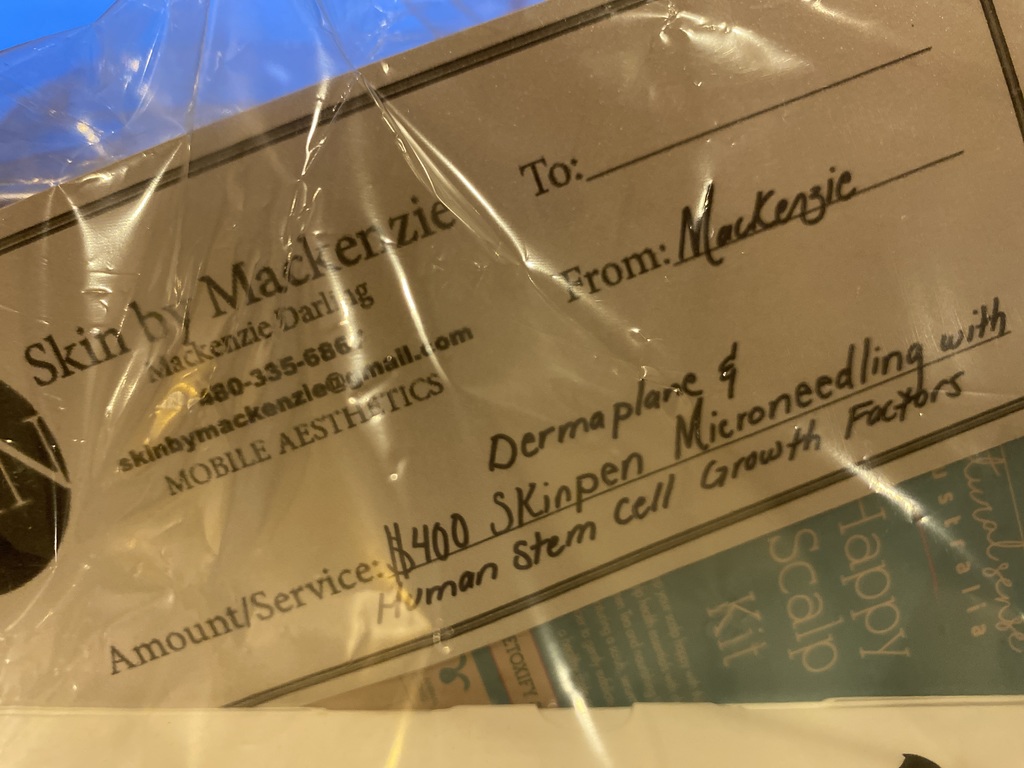 To:
From: Mackenzie
Skin by Mackenzie
Mackenzie Darling
skinbymackenzie@gmail.com
MOBILE AESTHETICS
Dermaplane &
Amount/Service: $400 Skinpen Microneedling with
Human Stem Cell Growth Factors
Happy
Scalp
Kit